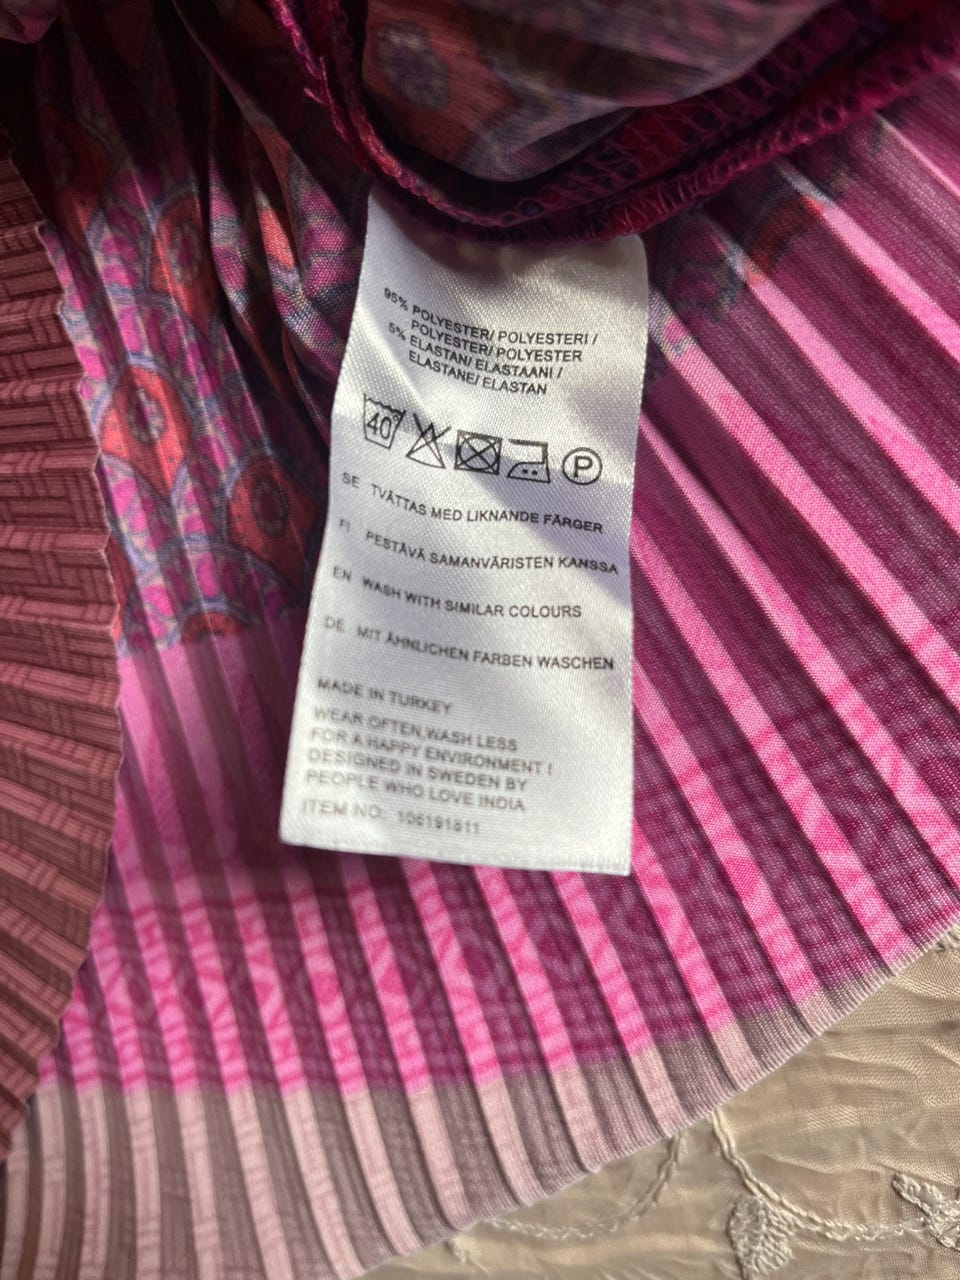 95% POLYESTER/ POLYESTERI /
POLYESTER/ POLYESTER
5% ELASTAN/ ELASTAANI /
ELASTANE/ ELASTAN
40 P
SE TVÄTTAS MED LIKNANDE FÄRGER
FI PESTÄVÄ SAMANVÄRISTEN KANSSA
EN WASH WITH SIMILAR COLOURS
DE MIT ÄHNLICHEN FARBEN WASCHEN
MADE IN TURKEY
WEAR OFTEN,WASH LESS
FOR A HAPPY ENVIRONMENT !
DESIGNED IN SWEDEN BY
PEOPLE WHO LOVE INDIA
ITEM NO: 106191811